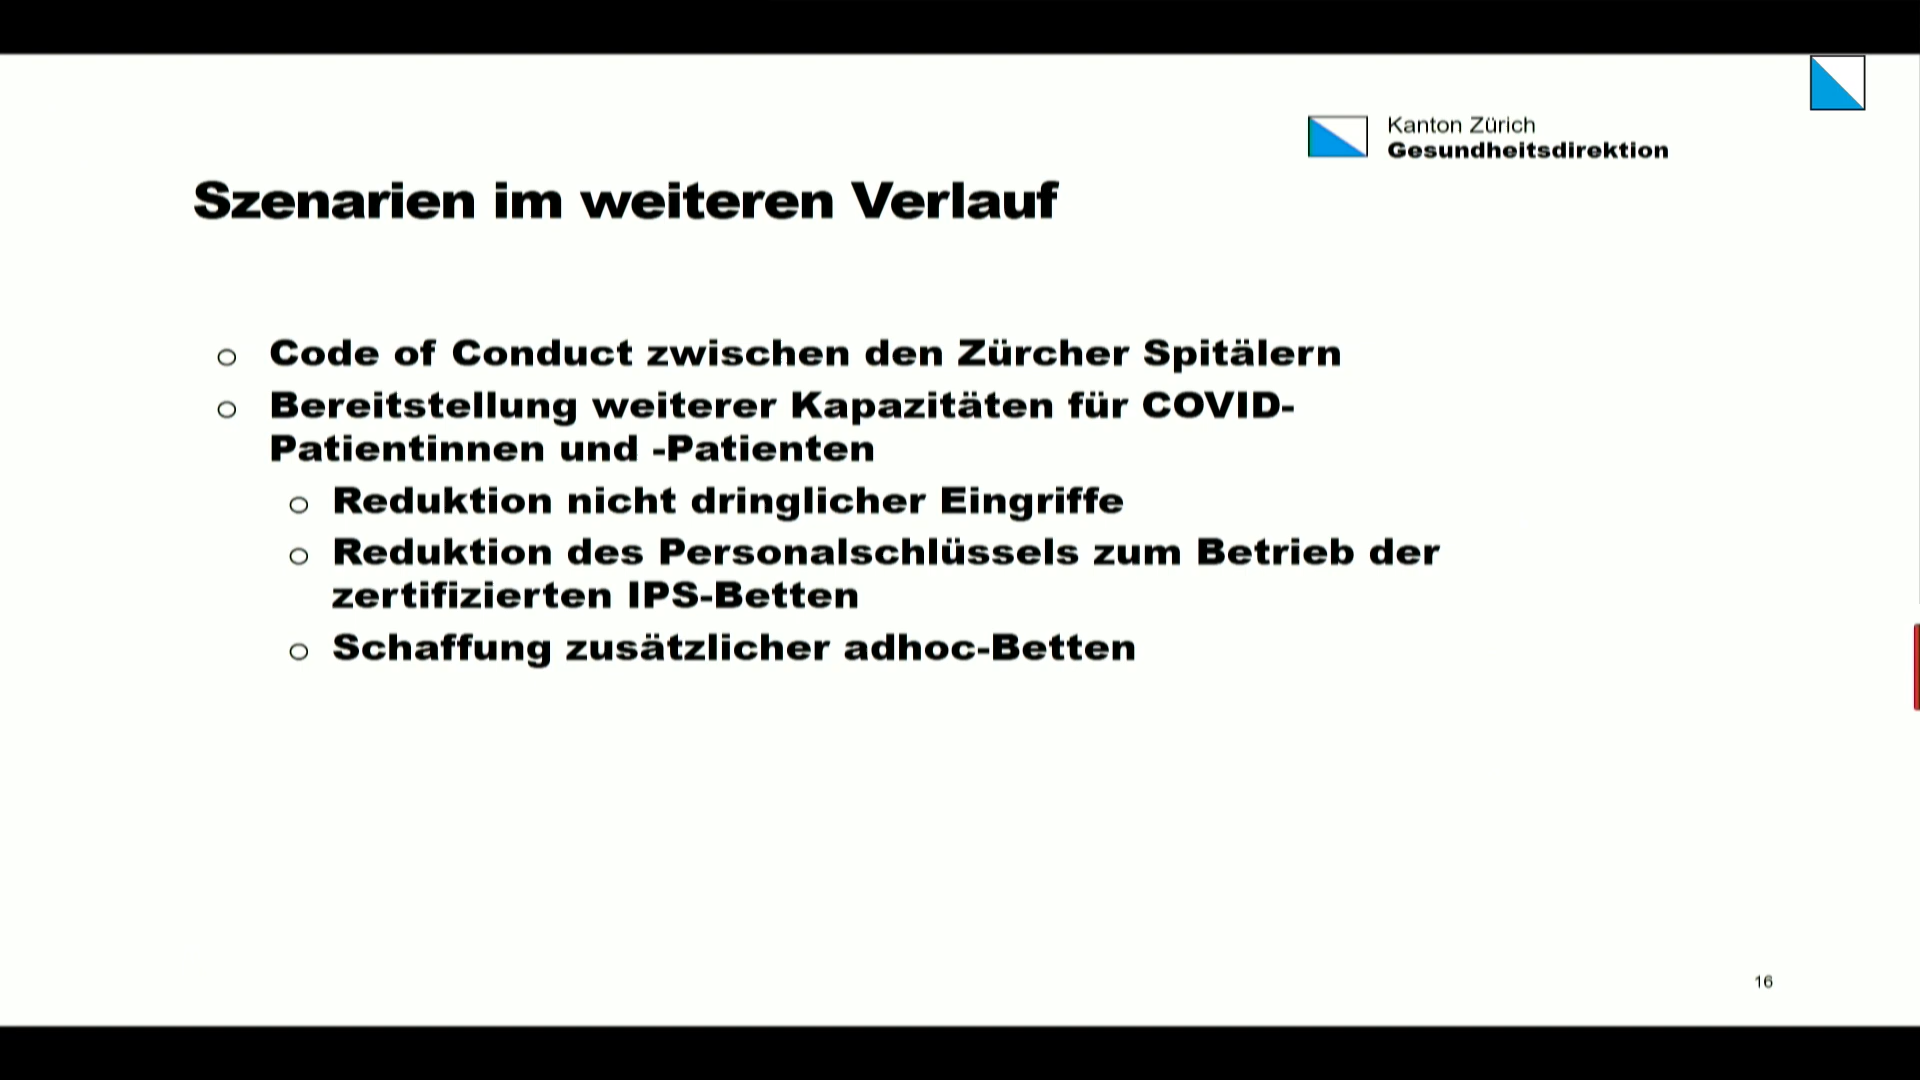 Kanton Zürich
Gesundheitsdirektion
Szenarien im weiteren Verlauf
o Code of Conduct zwischen den Zürcher Spitälern
o Bereitstellung weiterer Kapazitäten für COVID-
Patientinnen und -Patienten
o Reduktion nicht dringlicher Eingriffe
o Reduktion des Personalschlüssels zum Betrieb der
zertifizierten IPS-Betten
o Schaffung zusätzlicher adhoc-Betten
16